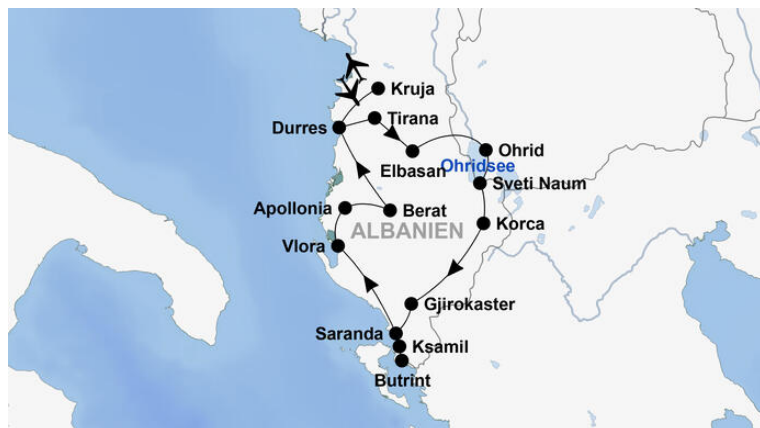 Kruja
Tirana
Durres
Ohrid
Ohridsee
Elbasan
Sveti Naum
Apollonia
Berat
Korca
ALBANIEN
Vlora
Gjirokaster
Saranda
Ksamil
Butrint